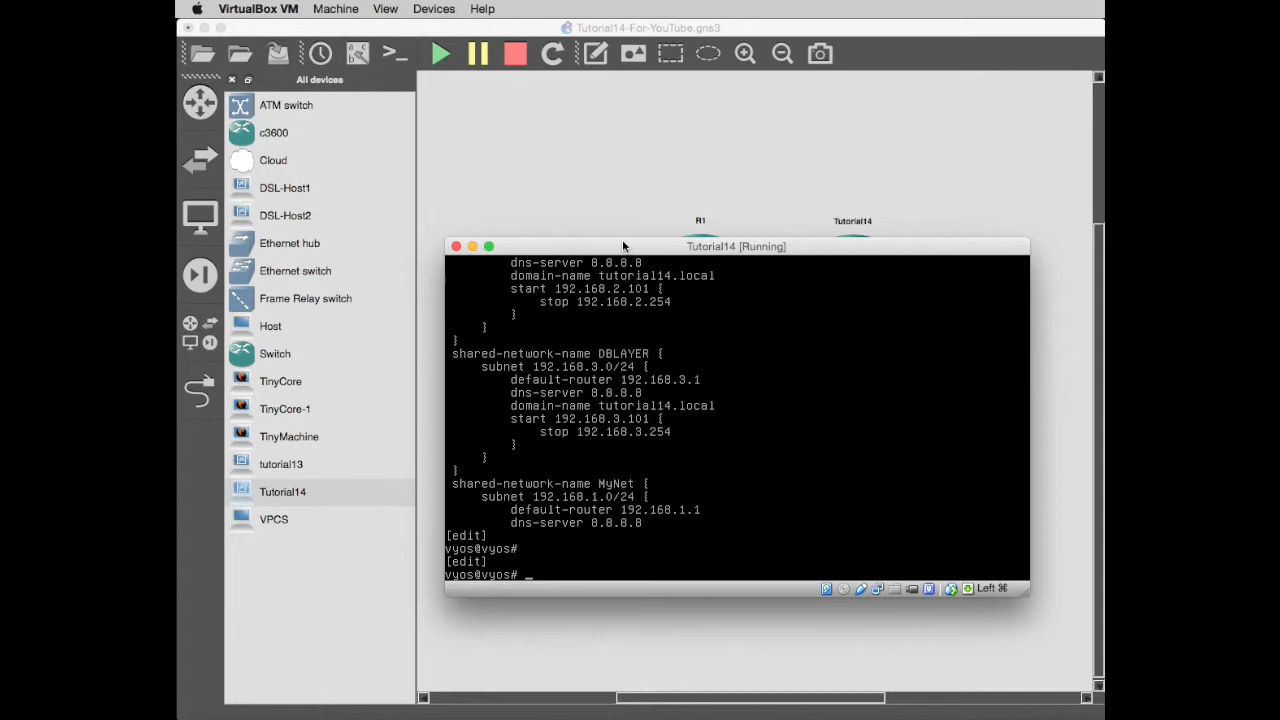 VirtualBox VM Machine View Devices Help
Tutorial14-For-YouTube.gns3
All devices
ATM switch
c3600
Cloud
DSL-Host1
DSL-Host2
Ethernet hub
Ethernet switch
Frame Relay switch
Host
Switch
TinyCore
TinyCore-1
TinyMachine
tutorial13
Tutorial14
VPCS
R1
Tutorial14
Tutorial14 [Running]
dns-server 8.8.8.8
domain-name tutorial14.local
start 192.168.2.101 {
stop 192.168.2.254
}
}
}
shared-network-name DBLAYER {
subnet 192.168.3.0/24 {
default-router 192.168.3.1
dns-server 8.8.8.8
domain-name tutorial14.local
start 192.168.3.101 {
stop 192.168.3.254
}
}
}
shared-network-name MyNet {
subnet 192.168.1.0/24 {
default-router 192.168.1.1
dns-server 8.8.8.8
[edit]
vyos@vyos#
[edit]
vyos@vyos# _
Left ⌘